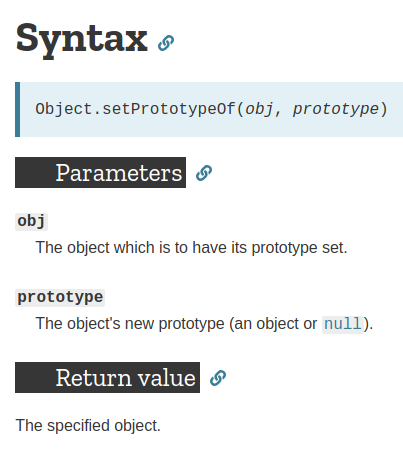 Syntax
Object.setPrototypeOf(obj, prototype)
Parameters
obj
The object which is to have its prototype set.
prototype
The object's new prototype (an object or null).
Return value
The specified object.